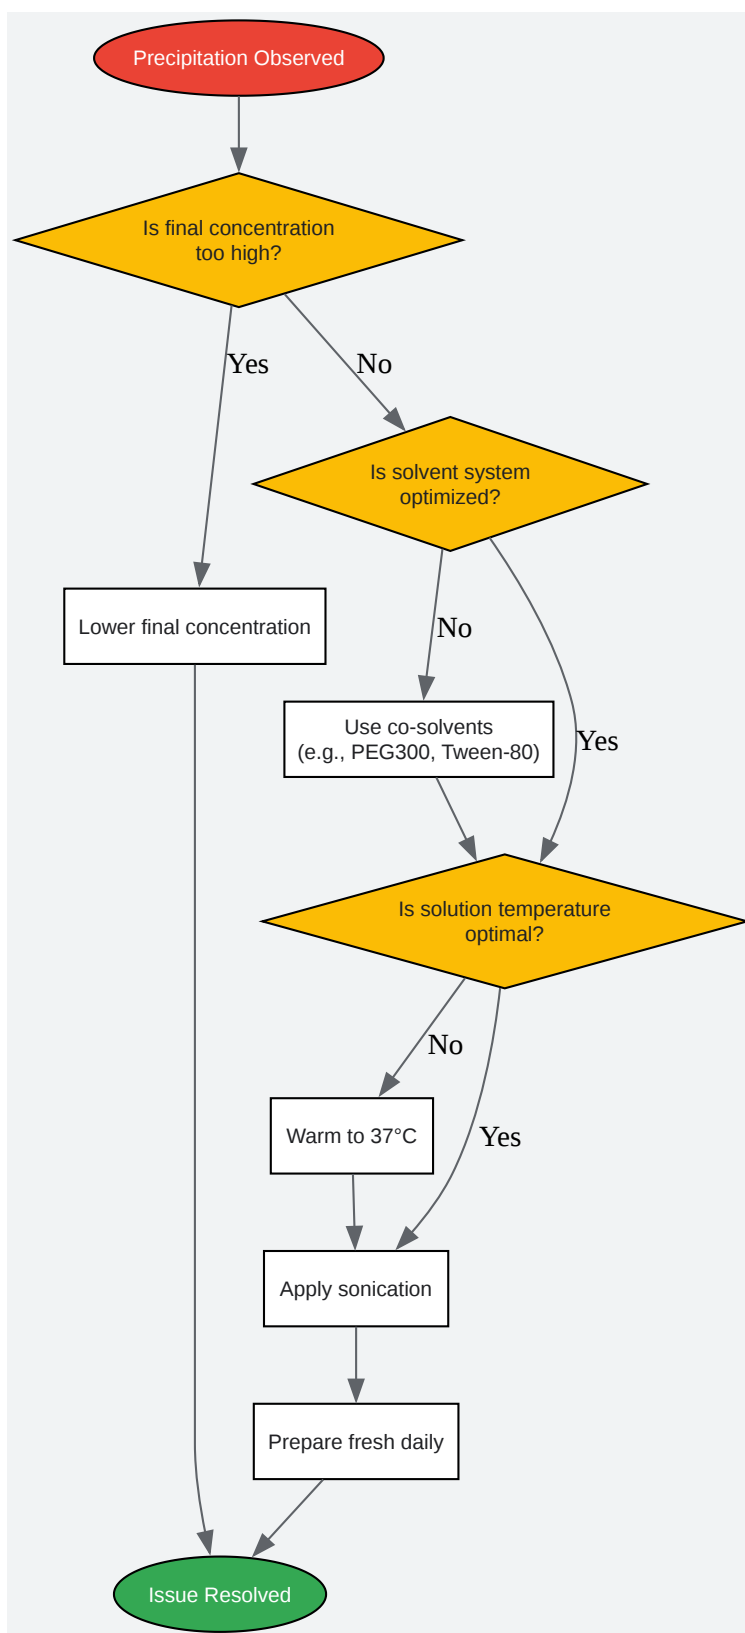 Precipitation Observed
Is final concentration
too high?
Yes
No
Is solvent system
optimized?
Lower final concentration
No
Use co-solvents
(e.g., PEG300, Tween-80)
Yes
Is solution temperature
optimal?
No
Warm to 37°C
Yes
Apply sonication
Prepare fresh daily
Issue Resolved